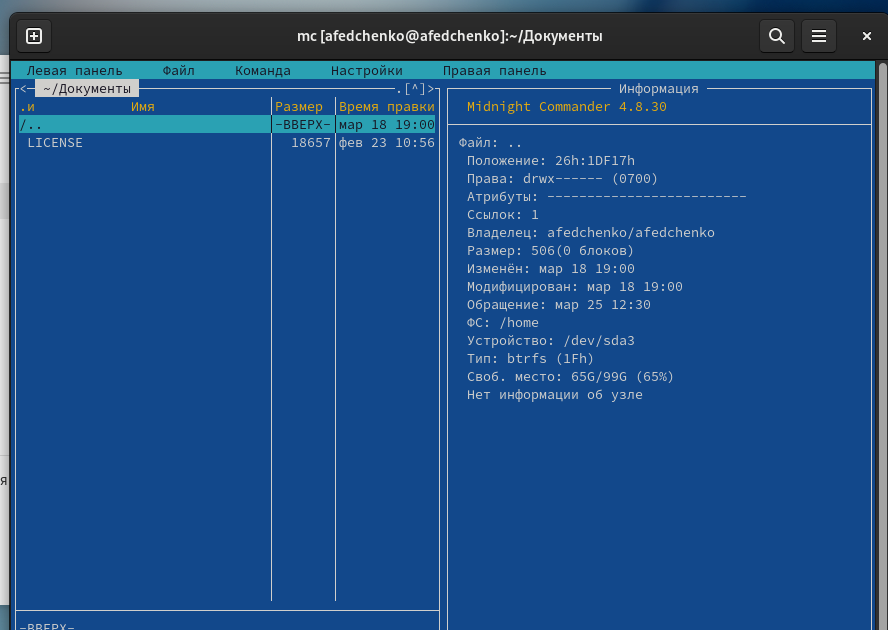 mc [afedchenko@afedchenko]:~/Документы
Левая панель Файл Команда Настройки Правая панель
<— ~/Документы .[^]>
.и Имя Размер Время правки
/.. -ВВЕРХ- мар 18 19:00
LICENSE 18657 фев 23 10:56
Информация
Midnight Commander 4.8.30
Файл: ..
Положение: 26h:1DF17h
Права: drwx------ (0700)
Атрибуты: -------------------------
Ссылок: 1
Владелец: afedchenko/afedchenko
Размер: 506(0 блоков)
Изменён: мар 18 19:00
Модифицирован: мар 18 19:00
Обращение: мар 25 12:30
ФС: /home
Устройство: /dev/sda3
Тип: btrfs (1Fh)
Своб. место: 65G/99G (65%)
Нет информации об узле
-ВВЕРХ-
я